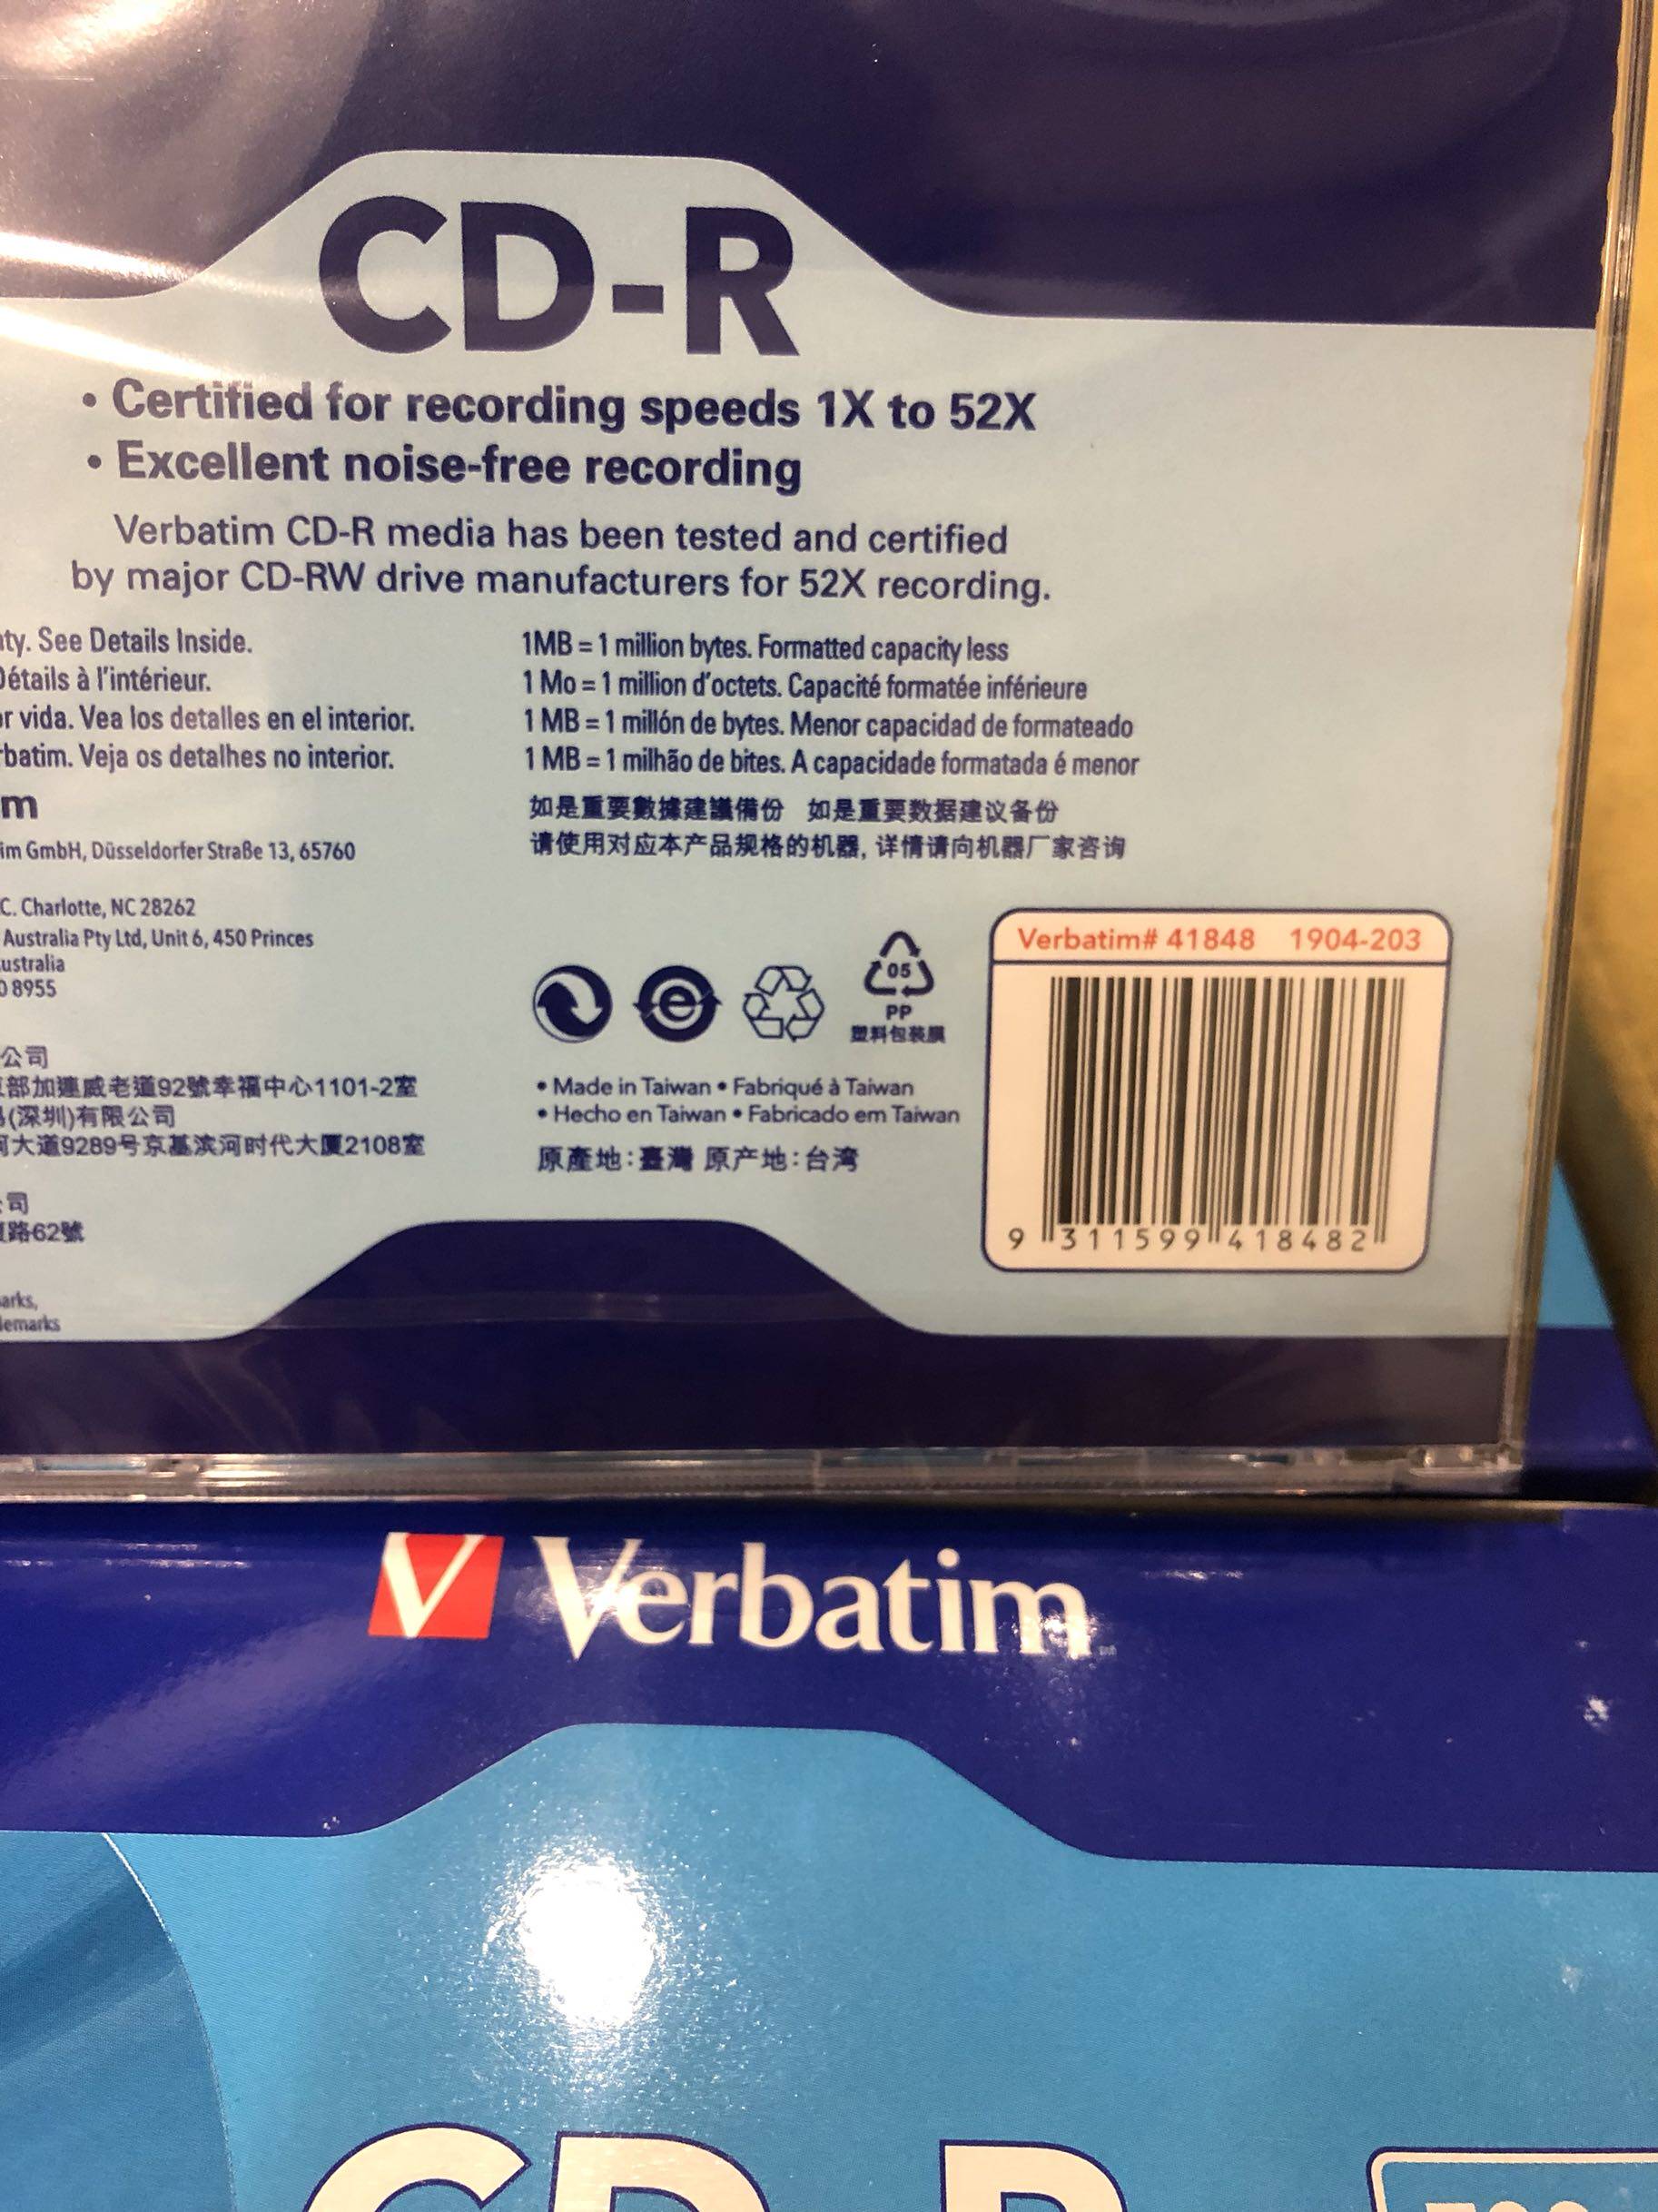 CD-R
• Certified for recording speeds 1X to 52X
• Excellent noise-free recording
Verbatim CD-R media has been tested and certified
by major CD-RW drive manufacturers for 52X recording.
See Details Inside.
Détails à l'intérieur.
vida. Vea los detalles en el interior.
Veja os detalhes no interior.
GmbH, Düsseldorfer Straße 13, 65760
Charlotte, NC 28262
Australia Pty Ltd, Unit 6, 450 Princes
8955
公司
部加連威老道92號幸福中心1101-2室
(深圳)有限公司
大道9289号京基滨河时代大厦2108室
司
路62號
1MB = 1 million bytes. Formatted capacity less
1 Mo = 1 million d'octets. Capacité formatée inférieure
1 MB = 1 millón de bytes. Menor capacidad de formateado
1 MB = 1 milhão de bites. A capacidade formatada é menor
如是重要數據建議備份 如是重要数据建议备份
请使用对应本产品规格的机器, 详情请向机器厂家咨询
05
PP
塑料包装膜
• Made in Taiwan • Fabriqué à Taiwan
• Hecho en Taiwan • Fabricado em Taiwan
原產地:臺灣 原产地:台湾
Verbatim# 41848 1904-203
9 311599 418482
Verbatim
CD-R